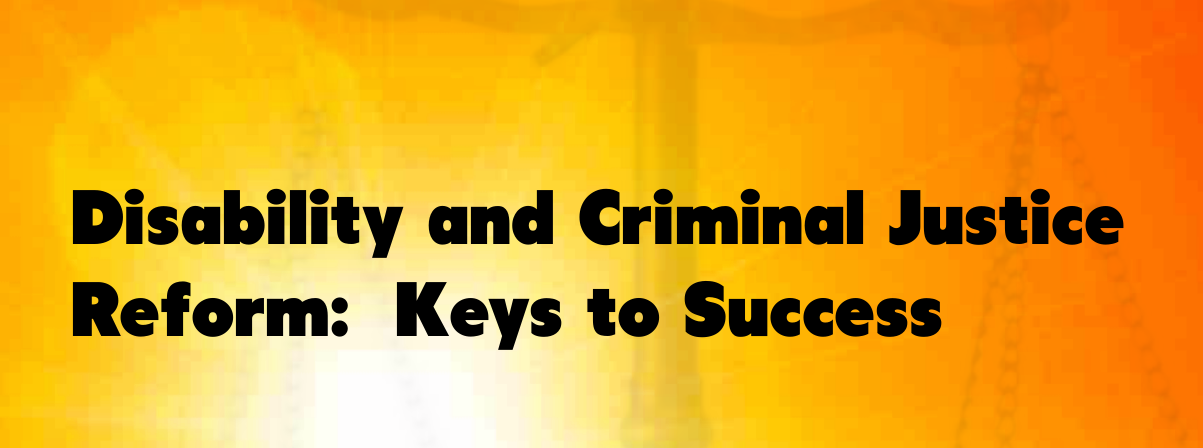 Disability and Criminal Justice
Reform:  Keys to Success